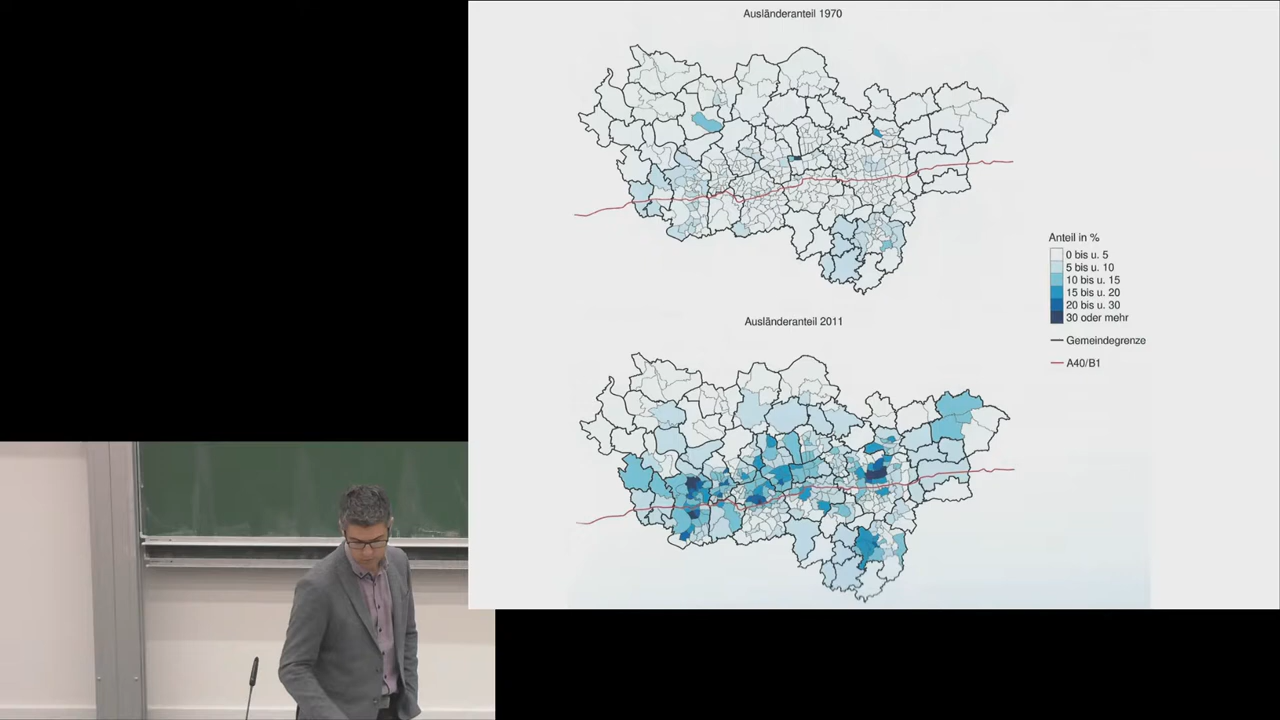 Ausländeranteil 1970
Anteil in %
0 bis u. 5
5 bis u. 10
10 bis u. 15
15 bis u. 20
20 bis u. 30
30 oder mehr
Ausländeranteil 2011
Gemeindegrenze
A40/B1